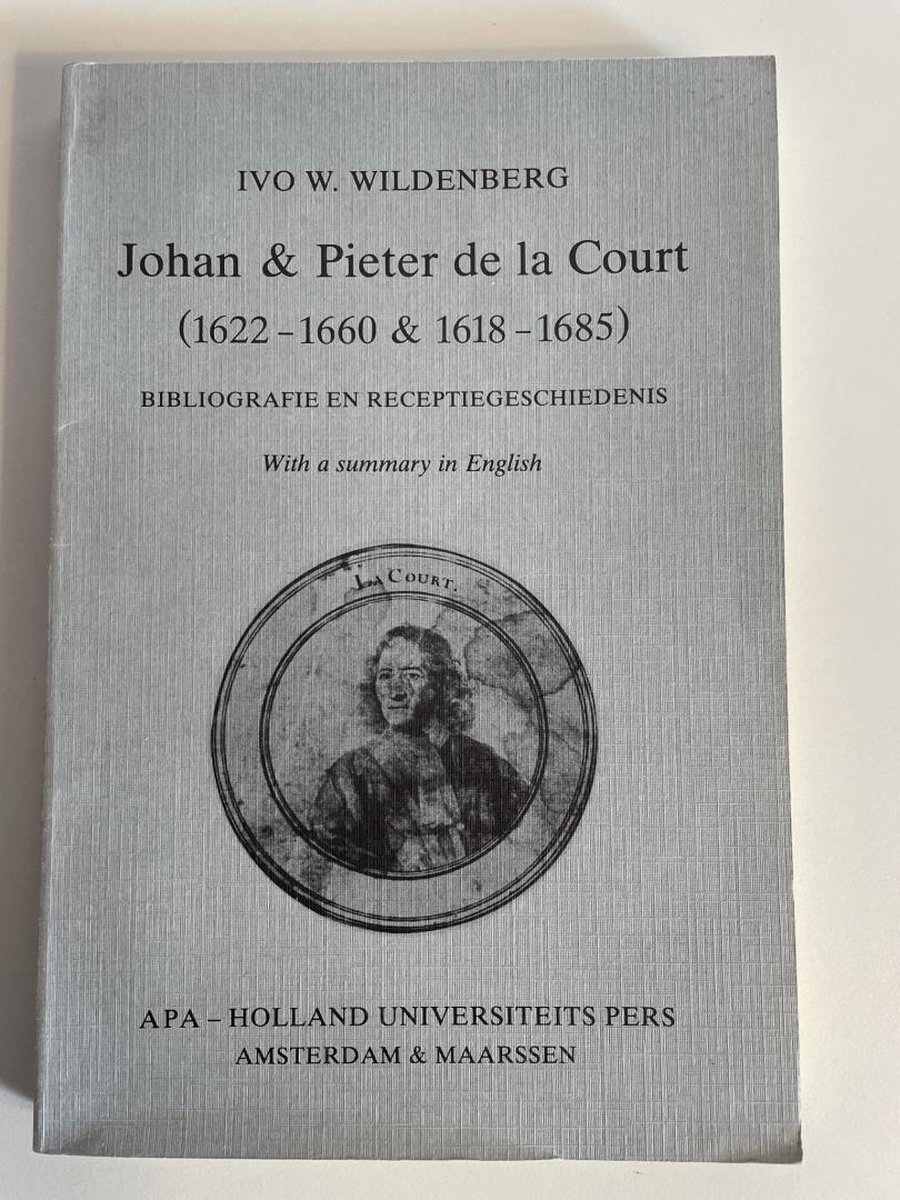 IVO W. WILDENBERG
Johan & Pieter de la Court
(1622 – 1660 & 1618 – 1685)
BIBLIOGRAFIE EN RECEPTIEGESCHIEDENIS
With a summary in English
LA COURT.
APA – HOLLAND UNIVERSITEITS PERS
AMSTERDAM & MAARSSEN